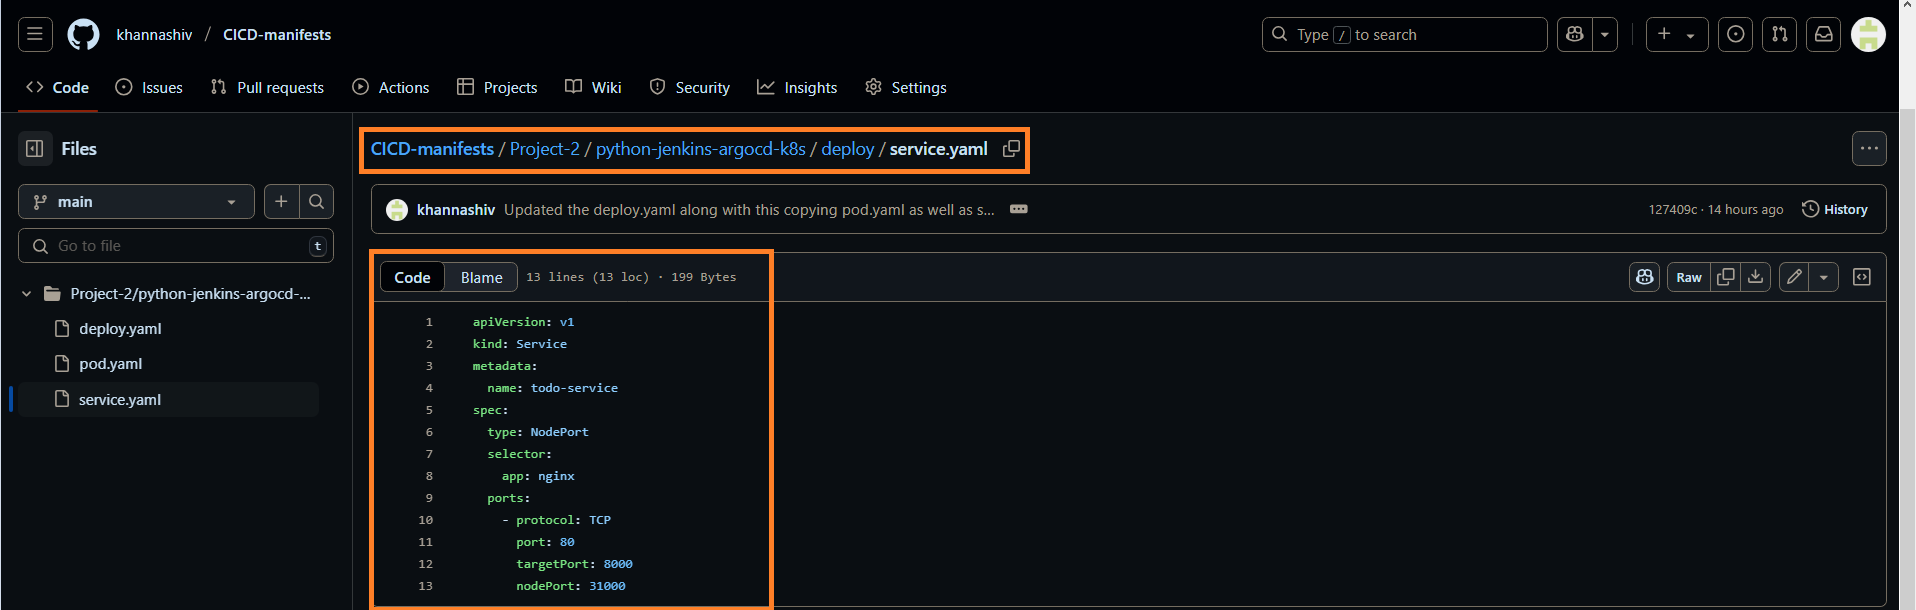 khannashiv / CICD-manifests
Type / to search
Code
Issues
Pull requests
Actions
Projects
Wiki
Insights
Security
Settings
Files
main
Go to file
t
Project-2/python-jenkins-argocd-...
deploy.yaml
pod.yaml
service.yaml
CICD-manifests / Project-2 / python-jenkins-argocd-k8s / deploy / service.yaml
khannashiv Updated the deploy.yaml along with this copying pod.yaml as well as s...
127409c · 14 hours ago
History
Code
Blame
13 lines (13 loc) · 199 Bytes
Raw
1 apiVersion: v1
2 kind: Service
3 metadata:
4   name: todo-service
5 spec:
6   type: NodePort
7   selector:
8     app: nginx
9   ports:
10     - protocol: TCP
11       port: 80
12       targetPort: 8000
13       nodePort: 31000